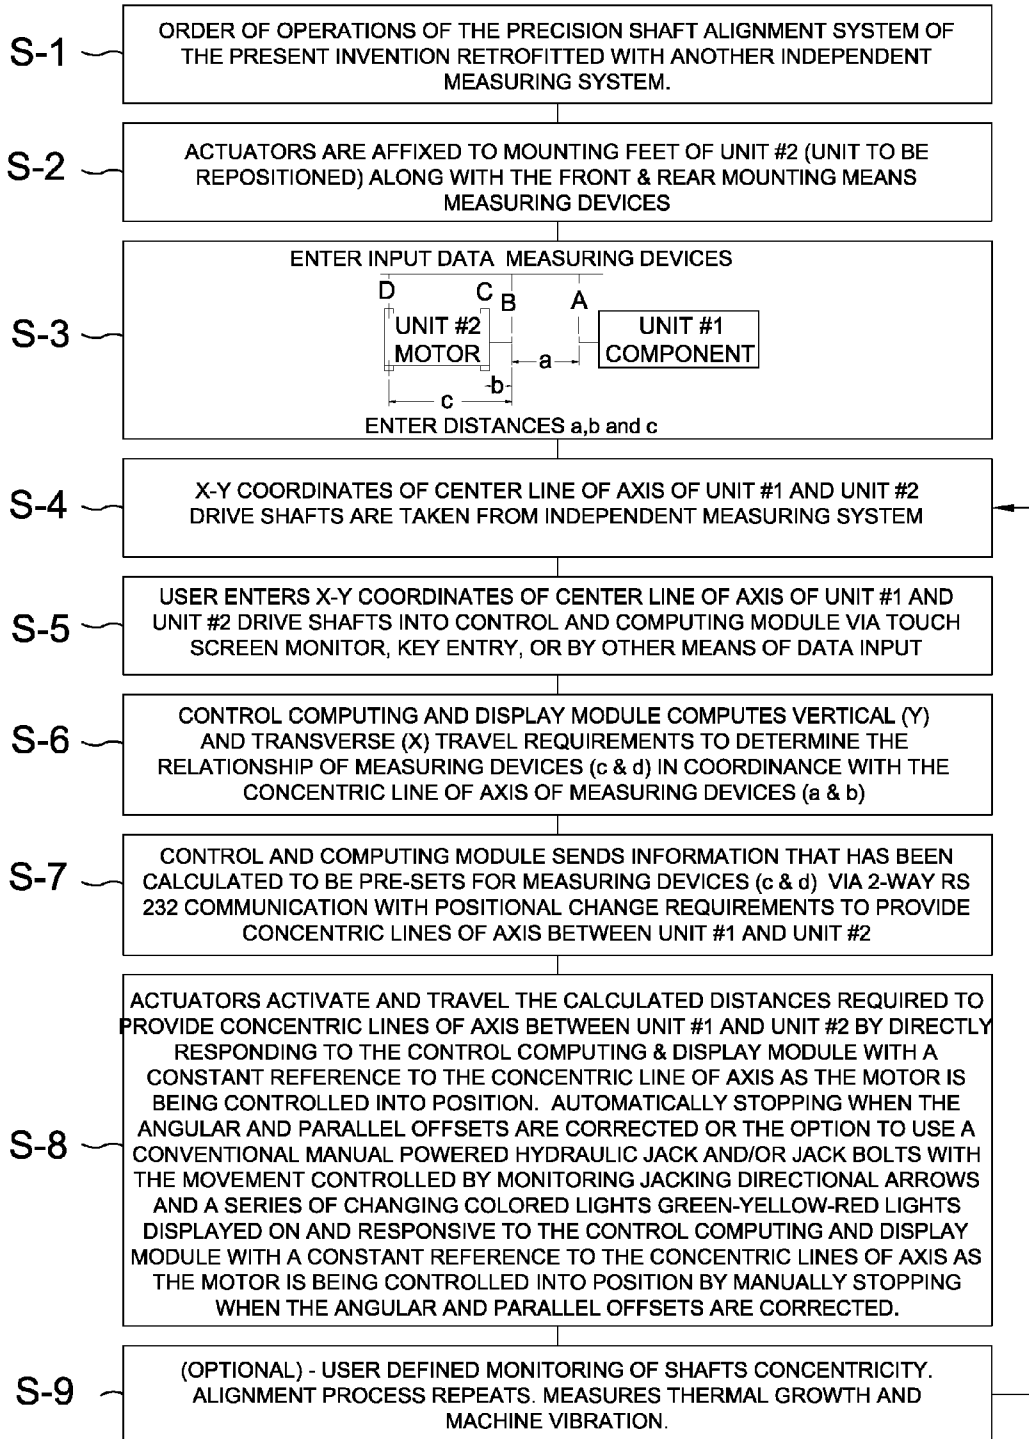 S-1
ORDER OF OPERATIONS OF THE PRECISION SHAFT ALIGNMENT SYSTEM OF
THE PRESENT INVENTION RETROFITTED WITH ANOTHER INDEPENDENT
MEASURING SYSTEM.
S-2
ACTUATORS ARE AFFIXED TO MOUNTING FEET OF UNIT #2 (UNIT TO BE
REPOSITIONED) ALONG WITH THE FRONT & REAR MOUNTING MEANS
MEASURING DEVICES
S-3
ENTER INPUT DATA MEASURING DEVICES
D C B A
UNIT #2
MOTOR
UNIT #1
COMPONENT
a
b
c
ENTER DISTANCES a,b and c
S-4
X-Y COORDINATES OF CENTER LINE OF AXIS OF UNIT #1 AND UNIT #2
DRIVE SHAFTS ARE TAKEN FROM INDEPENDENT MEASURING SYSTEM
S-5
USER ENTERS X-Y COORDINATES OF CENTER LINE OF AXIS OF UNIT #1 AND
UNIT #2 DRIVE SHAFTS INTO CONTROL AND COMPUTING MODULE VIA TOUCH
SCREEN MONITOR, KEY ENTRY, OR BY OTHER MEANS OF DATA INPUT
S-6
CONTROL COMPUTING AND DISPLAY MODULE COMPUTES VERTICAL (Y)
AND TRANSVERSE (X) TRAVEL REQUIREMENTS TO DETERMINE THE
RELATIONSHIP OF MEASURING DEVICES (c & d) IN COORDINANCE WITH THE
CONCENTRIC LINE OF AXIS OF MEASURING DEVICES (a & b)
S-7
CONTROL AND COMPUTING MODULE SENDS INFORMATION THAT HAS BEEN
CALCULATED TO BE PRE-SETS FOR MEASURING DEVICES (c & d) VIA 2-WAY RS
232 COMMUNICATION WITH POSITIONAL CHANGE REQUIREMENTS TO PROVIDE
CONCENTRIC LINES OF AXIS BETWEEN UNIT #1 AND UNIT #2
S-8
ACTUATORS ACTIVATE AND TRAVEL THE CALCULATED DISTANCES REQUIRED TO
PROVIDE CONCENTRIC LINES OF AXIS BETWEEN UNIT #1 AND UNIT #2 BY DIRECTLY
RESPONDING TO THE CONTROL COMPUTING & DISPLAY MODULE WITH A
CONSTANT REFERENCE TO THE CONCENTRIC LINE OF AXIS AS THE MOTOR IS
BEING CONTROLLED INTO POSITION. AUTOMATICALLY STOPPING WHEN THE
ANGULAR AND PARALLEL OFFSETS ARE CORRECTED OR THE OPTION TO USE A
CONVENTIONAL MANUAL POWERED HYDRAULIC JACK AND/OR JACK BOLTS WITH
THE MOVEMENT CONTROLLED BY MONITORING JACKING DIRECTIONAL ARROWS
AND A SERIES OF CHANGING COLORED LIGHTS GREEN-YELLOW-RED LIGHTS
DISPLAYED ON AND RESPONSIVE TO THE CONTROL COMPUTING AND DISPLAY
MODULE WITH A CONSTANT REFERENCE TO THE CONCENTRIC LINES OF AXIS AS
THE MOTOR IS BEING CONTROLLED INTO POSITION BY MANUALLY STOPPING
WHEN THE ANGULAR AND PARALLEL OFFSETS ARE CORRECTED.
S-9
(OPTIONAL) - USER DEFINED MONITORING OF SHAFTS CONCENTRICITY.
ALIGNMENT PROCESS REPEATS. MEASURES THERMAL GROWTH AND
MACHINE VIBRATION.